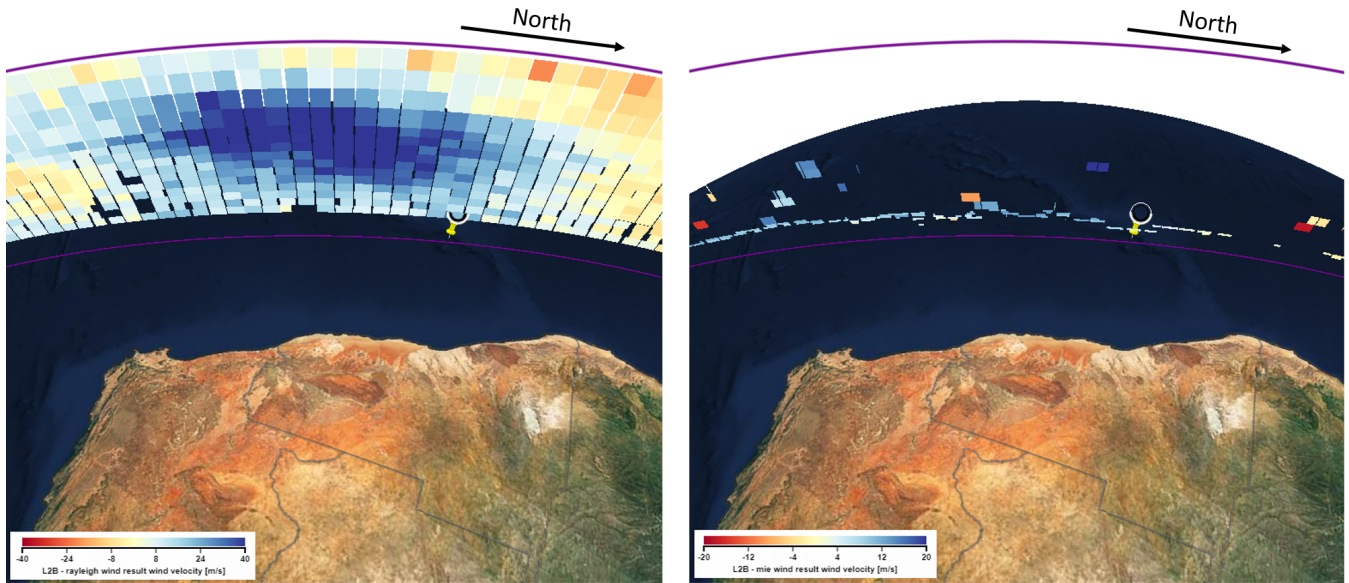 North
-40 -24 -8 8 24 40
L2B - rayleigh wind result wind velocity [m/s]
North
-20 -12 -4 4 12 20
L2B - mie wind result wind velocity [m/s]